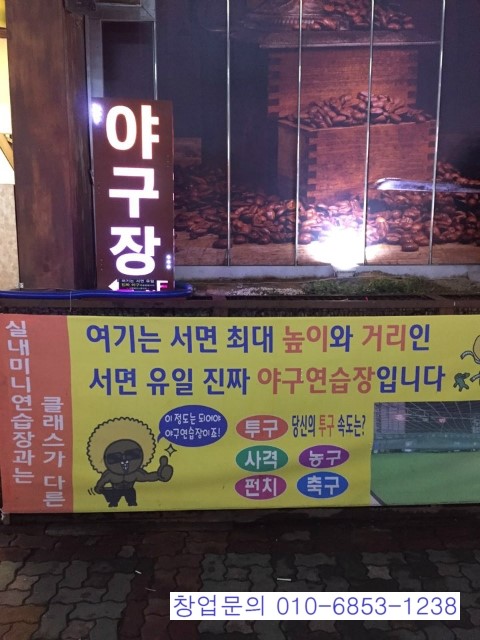 야구장
여기는 서면 최대 높이와 거리인
서면 유일 진짜 야구연습장입니다
실내미니연습장과는
클래스가 다른
이 정도는 되어야
야구연습장이죠!
투구 당신의 투구 속도는?
사격 농구
펀치 축구
창업문의 010-6853-1238